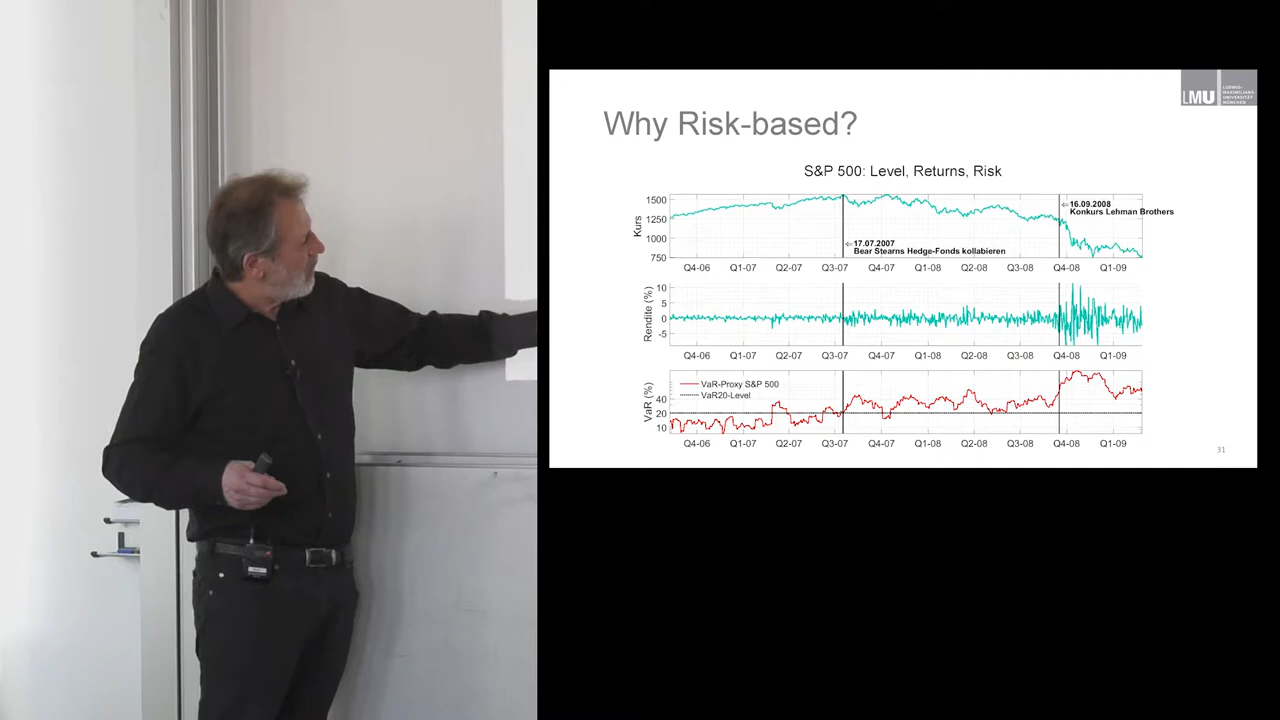 LMU
LUDWIG-
MAXIMILIANS-
UNIVERSITÄT
MÜNCHEN
Why Risk-based?
S&P 500: Level, Returns, Risk
Kurs
1500
1250
1000
750
⇐16.09.2008
Konkurs Lehman Brothers
⇐17.07.2007
Bear Stearns Hedge-Fonds kollabieren
Q4-06 Q1-07 Q2-07 Q3-07 Q4-07 Q1-08 Q2-08 Q3-08 Q4-08 Q1-09
Rendite (%)
10
5
0
-5
Q4-06 Q1-07 Q2-07 Q3-07 Q4-07 Q1-08 Q2-08 Q3-08 Q4-08 Q1-09
VaR (%)
40
20
10
VaR-Proxy S&P 500
VaR20-Level
Q4-06 Q1-07 Q2-07 Q3-07 Q4-07 Q1-08 Q2-08 Q3-08 Q4-08 Q1-09
31